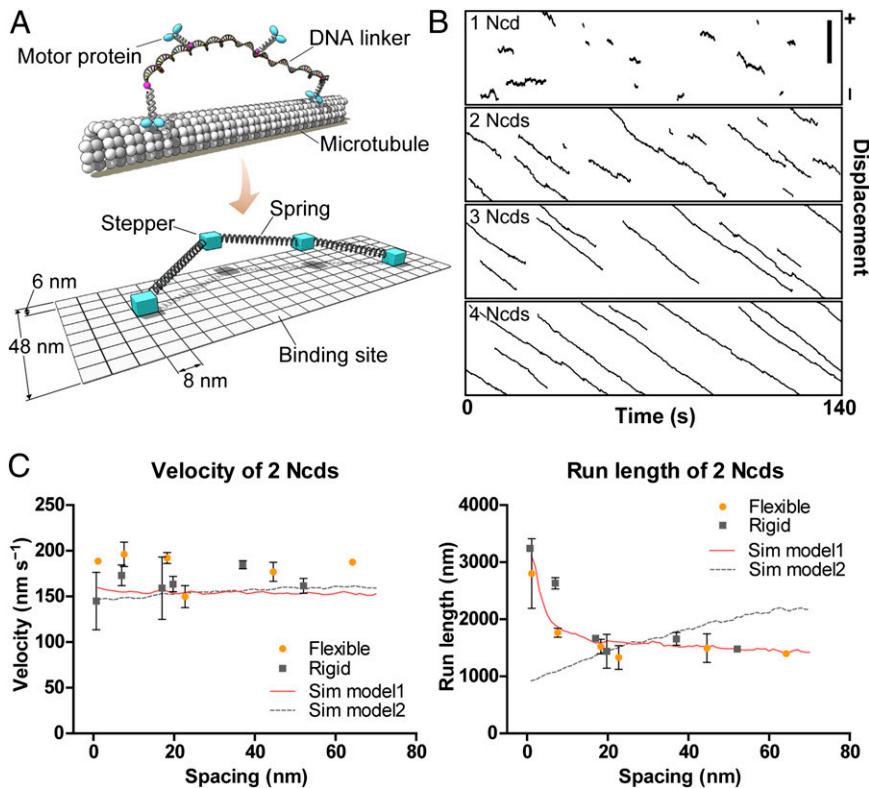 A
Motor protein
DNA linker
Microtubule
Stepper
Spring
6 nm
48 nm
8 nm
Binding site
B
1 Ncd
2 Ncds
3 Ncds
4 Ncds
+
–
Displacement
0
140
Time (s)
C
Velocity of 2 Ncds
250
200
150
100
50
0
Velocity (nm s⁻¹)
Flexible
Rigid
Sim model1
Sim model2
0
20
40
60
80
Spacing (nm)
Run length of 2 Ncds
4000
3000
2000
1000
0
Run length (nm)
Flexible
Rigid
Sim model1
Sim model2
0
20
40
60
80
Spacing (nm)